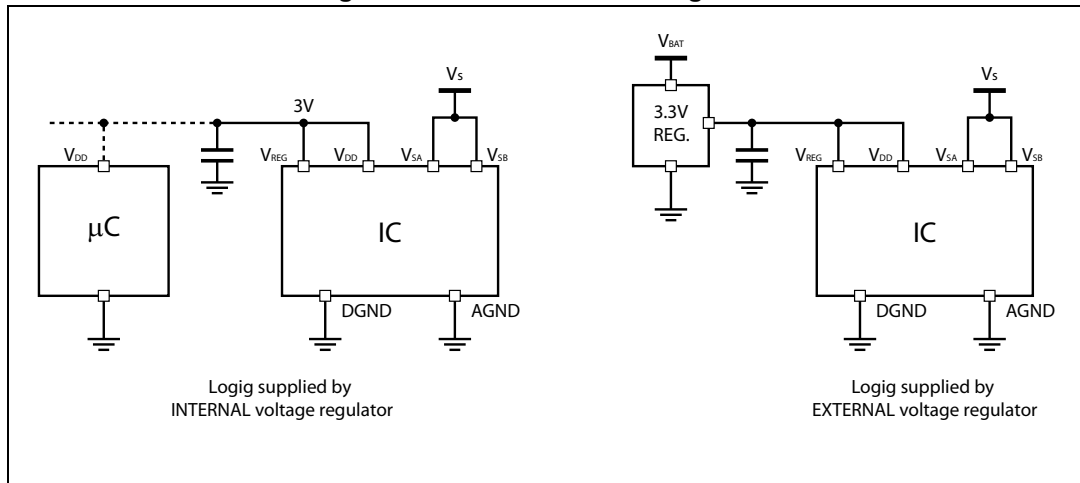 VBAT
VS
3V
3.3V
REG.
VS
VDD
VREG
VDD
VSA
VSB
VREG
VDD
VSA
VSB
μC
IC
IC
DGND
AGND
DGND
AGND
Logig supplied by
INTERNAL voltage regulator
Logig supplied by
EXTERNAL voltage regulator